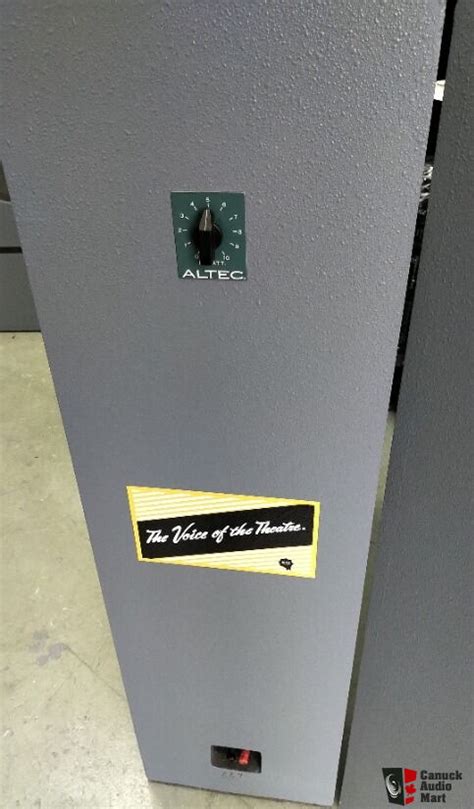 5
4 6
3 7
2 8
1 9
0 ATT. 10
ALTEC
The Voice of the Theatre.
Canuck
Audio
Mart